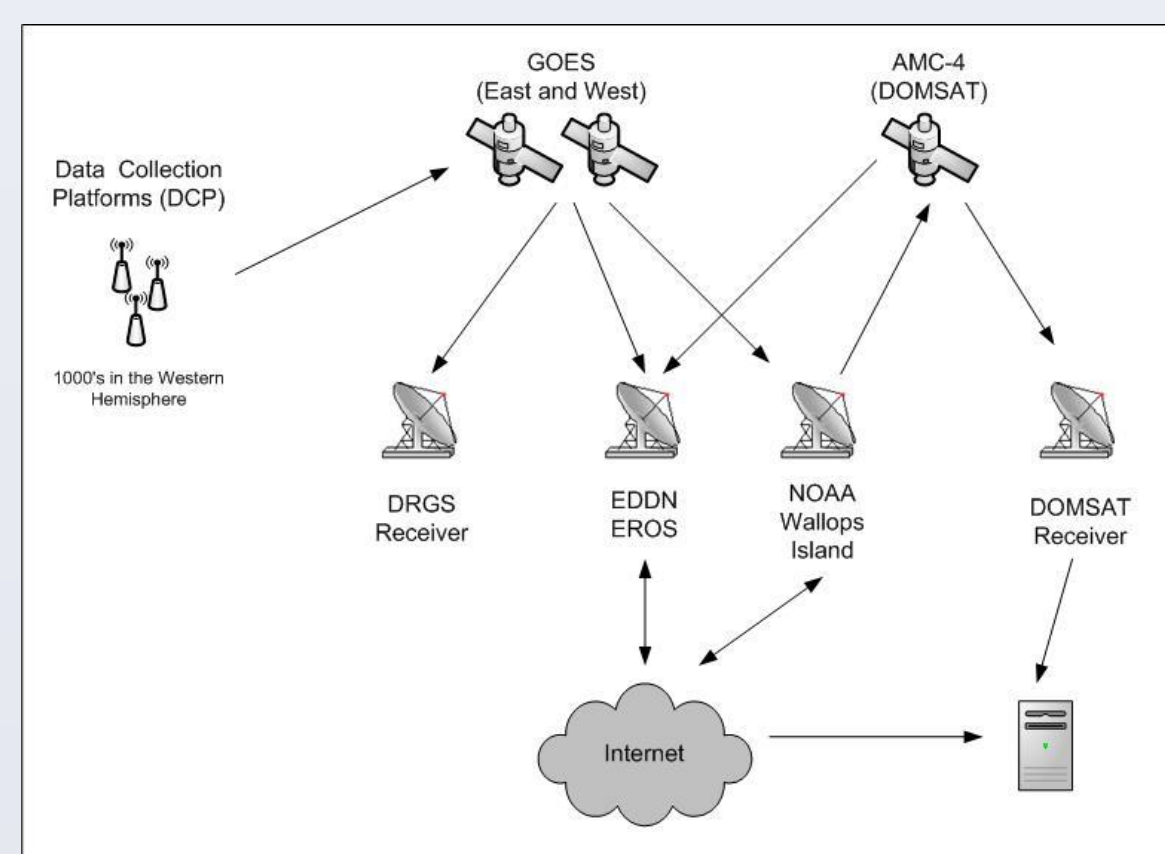 GOES
(East and West)
AMC-4
(DOMSAT)
Data Collection
Platforms (DCP)
1000's in the Western
Hemisphere
DRGS
Receiver
EDDN
EROS
NOAA
Wallops
Island
DOMSAT
Receiver
Internet